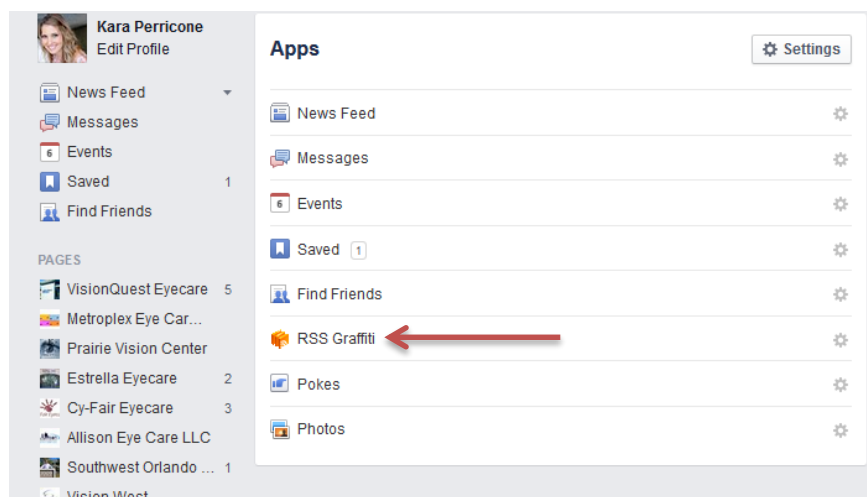 Kara Perricone
Edit Profile
News Feed
Messages
6 Events
Saved 1
Find Friends
PAGES
VisionQuest Eyecare 5
Metroplex Eye Car...
Prairie Vision Center
Estrella Eyecare 2
Cy-Fair Eyecare 3
Allison Eye Care LLC
Southwest Orlando ... 1
Vision West
Apps
Settings
News Feed
Messages
6 Events
Saved 1
Find Friends
RSS Graffiti
Pokes
Photos